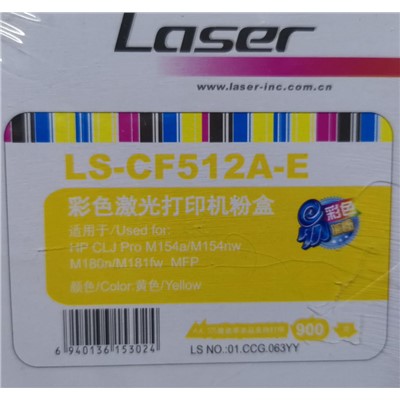 Laser
www.laser-inc.com.cn
LS-CF512A-E
彩色激光打印机粉盒
彩色
适用于/Used for:
HP CLJ Pro M154a/M154nw
M180n/M181fw MFP
颜色/Color:黄色/Yellow
900
6 940136 153024
LS NO.:01.CCG.063YY